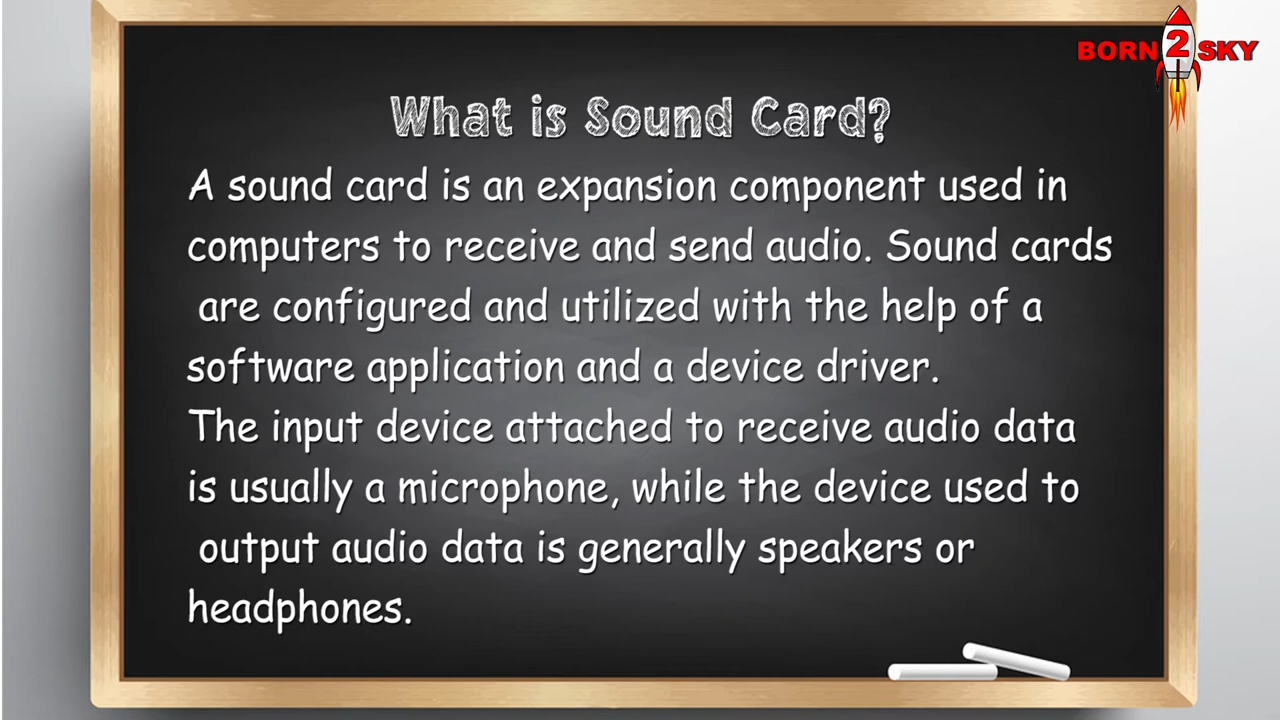 BORN 2 SKY
What is Sound Card?
A sound card is an expansion component used in
computers to receive and send audio. Sound cards
are configured and utilized with the help of a
software application and a device driver.
The input device attached to receive audio data
is usually a microphone, while the device used to
output audio data is generally speakers or
headphones.